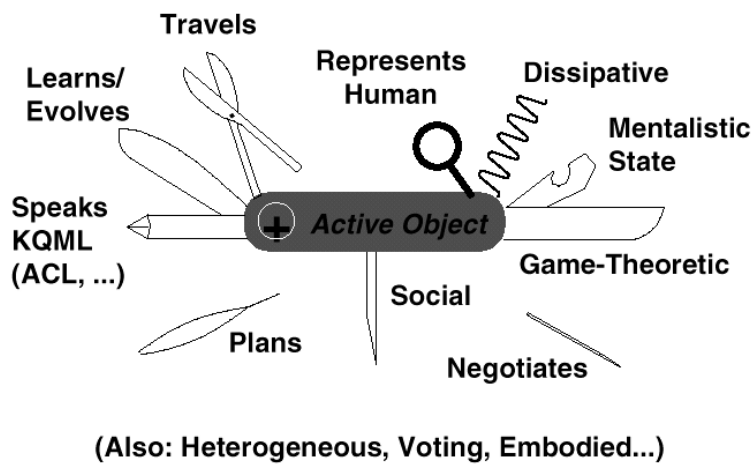 Travels
Learns/
Evolves
Represents
Human
Dissipative
Mentalistic
State
Speaks
KQML
(ACL, ...)
Active Object
Game-Theoretic
Social
Plans
Negotiates
(Also: Heterogeneous, Voting, Embodied...)